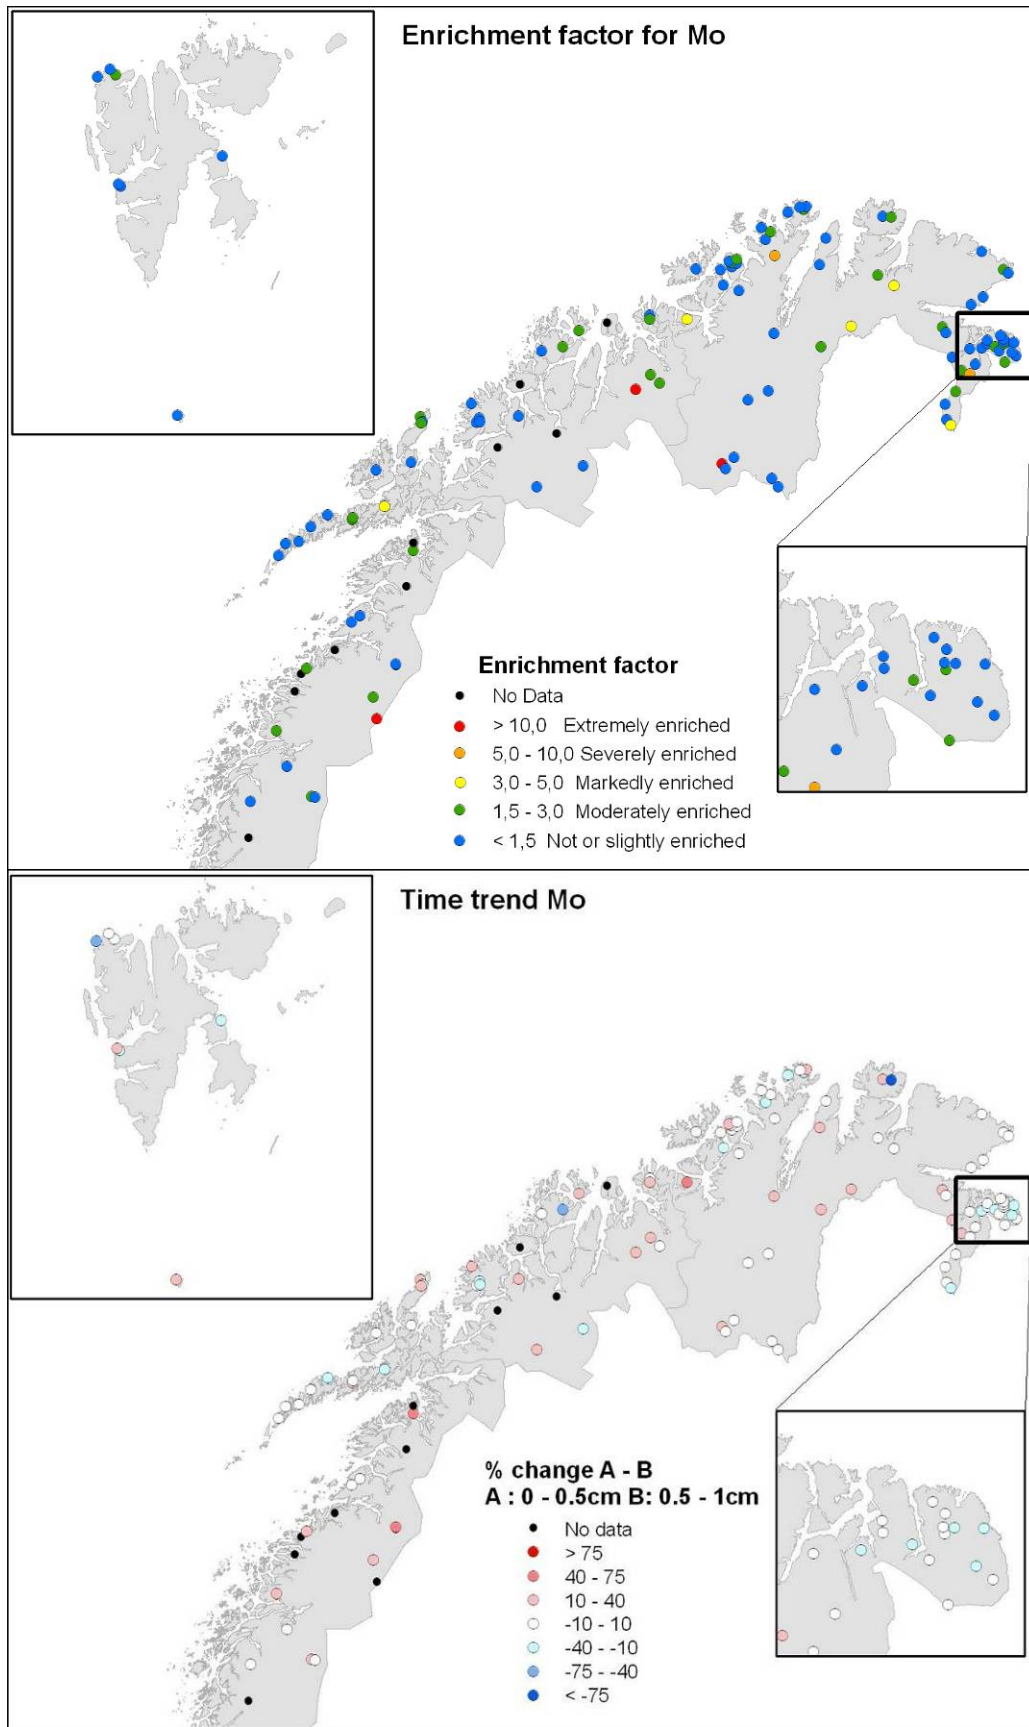 Enrichment factor for Mo
Enrichment factor
No Data
> 10,0 Extremely enriched
5,0 - 10,0 Severely enriched
3,0 - 5,0 Markedly enriched
1,5 - 3,0 Moderately enriched
< 1,5 Not or slightly enriched
Time trend Mo
% change A - B
A : 0 - 0.5cm B: 0.5 - 1cm
No data
> 75
40 - 75
10 - 40
-10 - 10
-40 - -10
-75 - -40
< -75